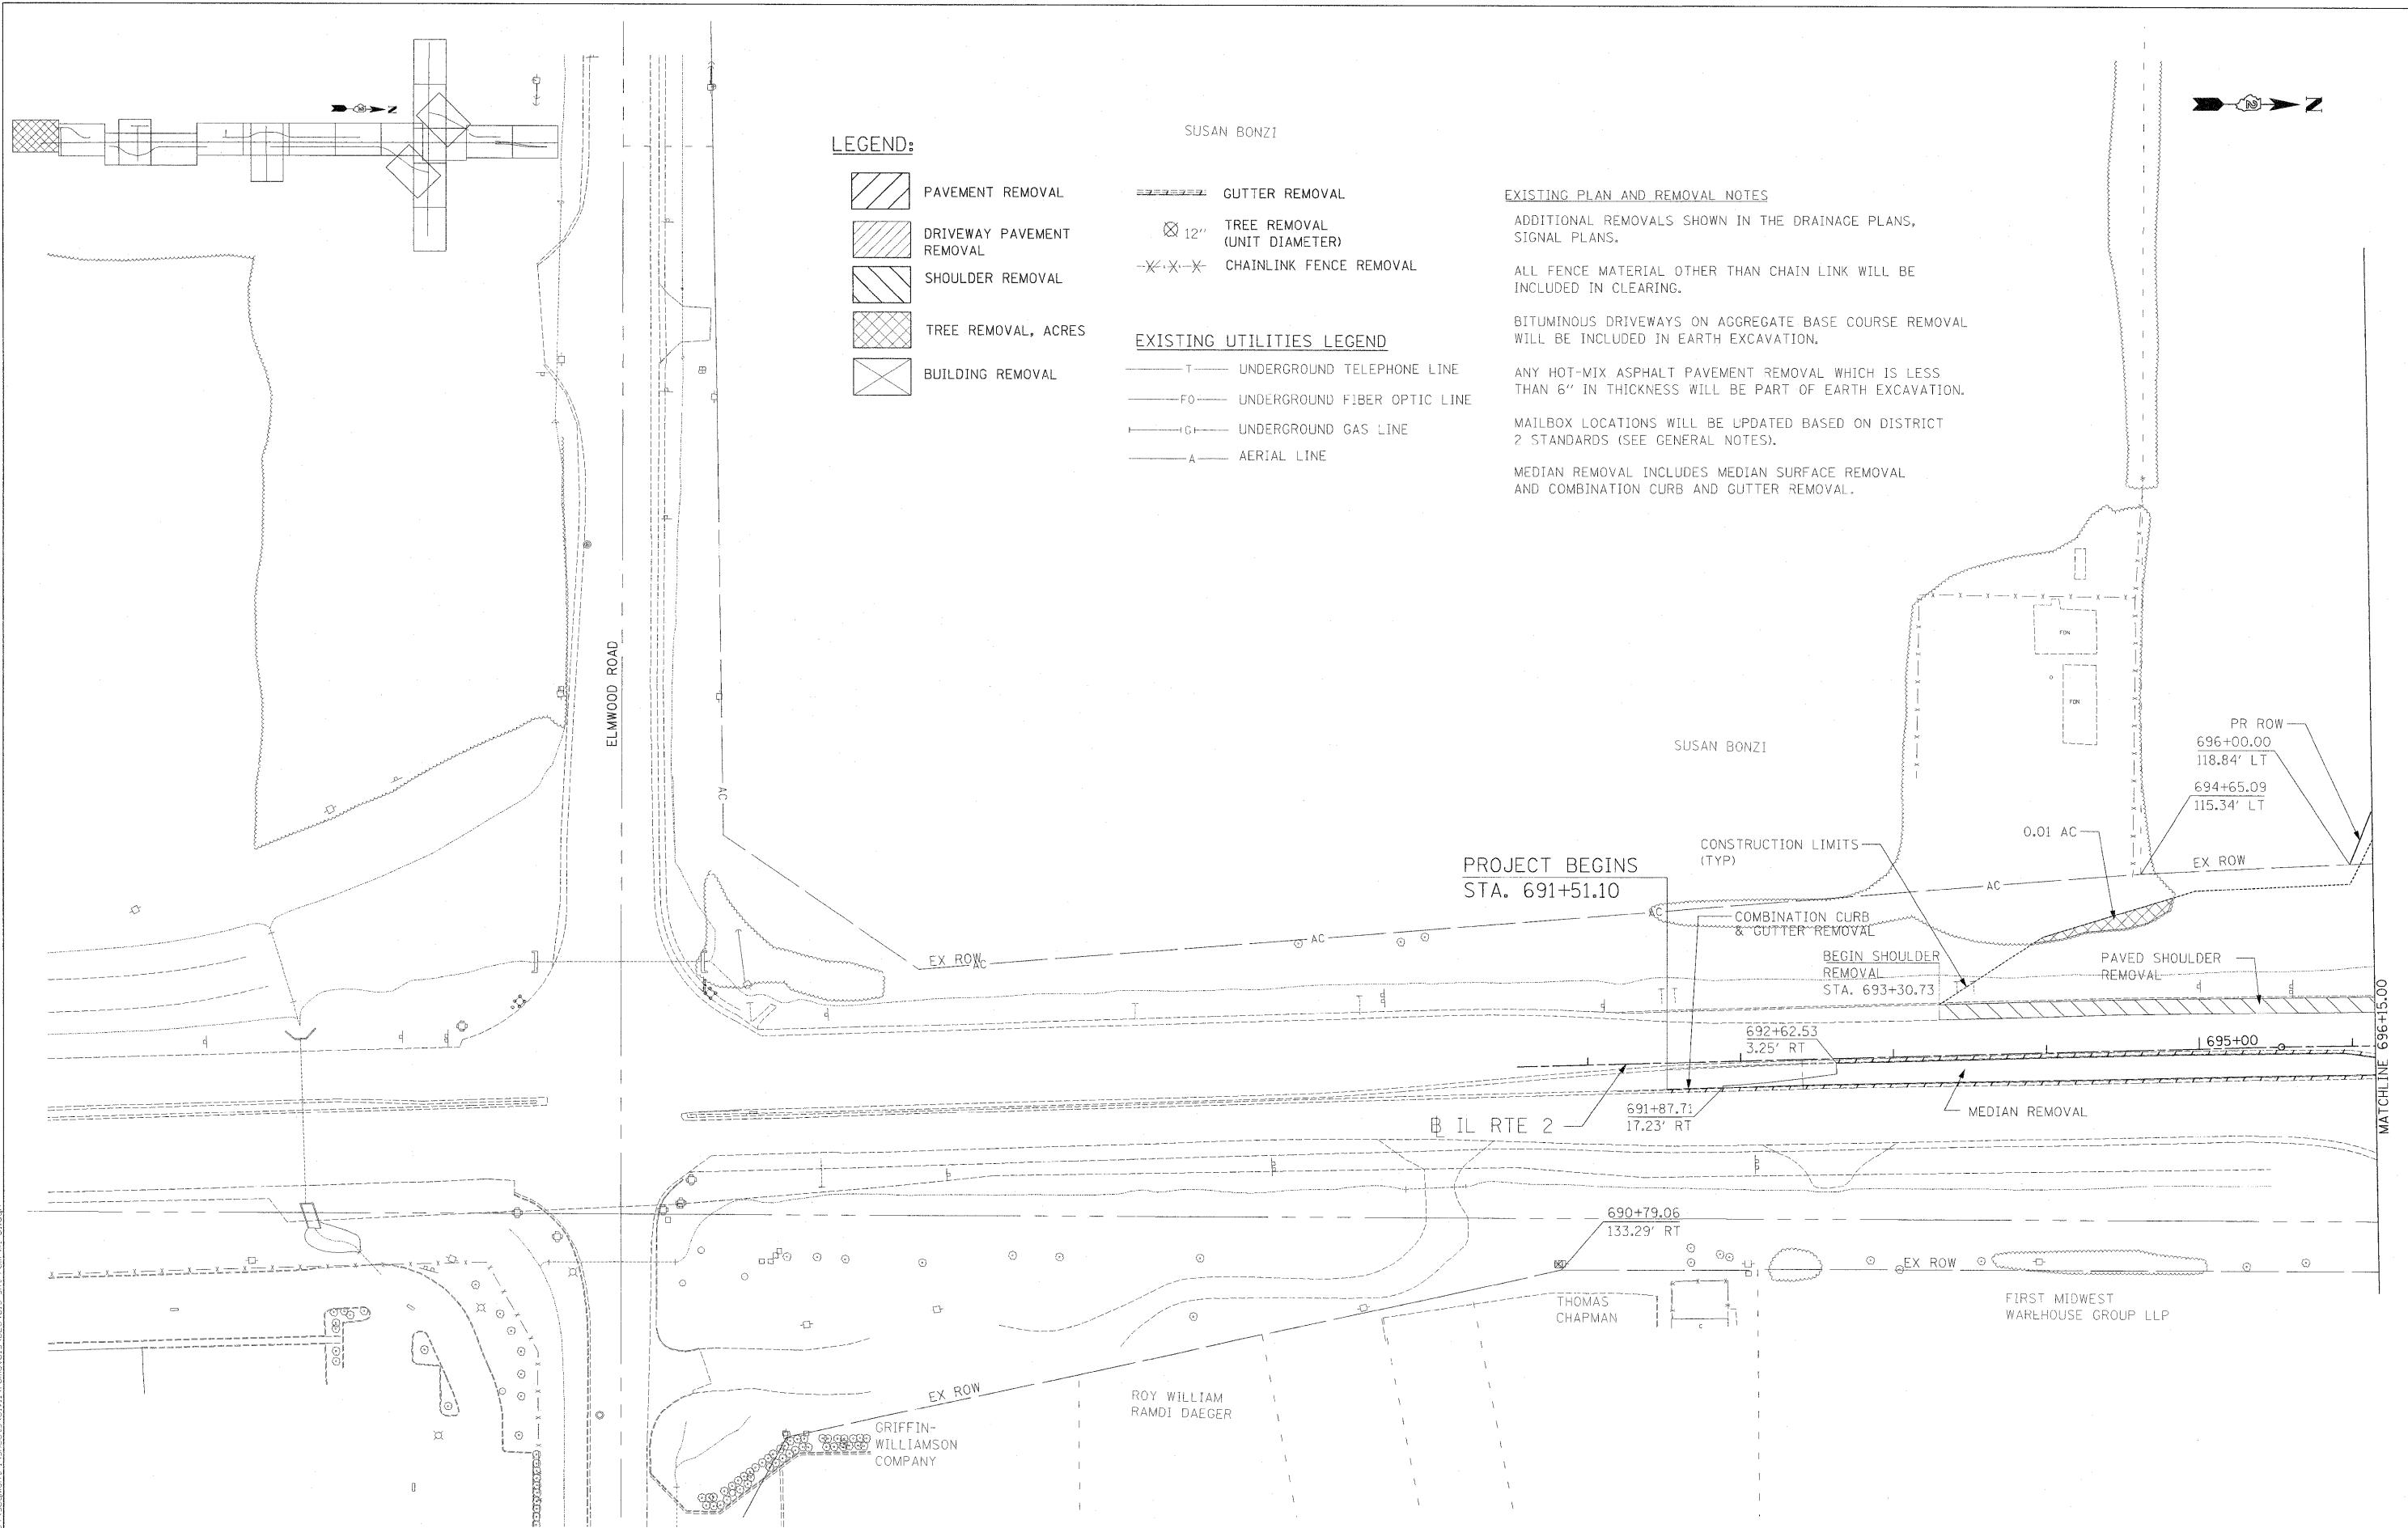 N
2
N
LEGEND:
PAVEMENT REMOVAL
DRIVEWAY PAVEMENT
REMOVAL
SHOULDER REMOVAL
TREE REMOVAL, ACRES
BUILDING REMOVAL
SUSAN BONZI
GUTTER REMOVAL
12" TREE REMOVAL
(UNIT DIAMETER)
-X-X-X- CHAINLINK FENCE REMOVAL
EXISTING UTILITIES LEGEND
T UNDERGROUND TELEPHONE LINE
FO UNDERGROUND FIBER OPTIC LINE
G UNDERGROUND GAS LINE
A AERIAL LINE
EXISTING PLAN AND REMOVAL NOTES
ADDITIONAL REMOVALS SHOWN IN THE DRAINAGE PLANS,
SIGNAL PLANS.
ALL FENCE MATERIAL OTHER THAN CHAIN LINK WILL BE
INCLUDED IN CLEARING.
BITUMINOUS DRIVEWAYS ON AGGREGATE BASE COURSE REMOVAL
WILL BE INCLUDED IN EARTH EXCAVATION.
ANY HOT-MIX ASPHALT PAVEMENT REMOVAL WHICH IS LESS
THAN 6" IN THICKNESS WILL BE PART OF EARTH EXCAVATION.
MAILBOX LOCATIONS WILL BE UPDATED BASED ON DISTRICT
2 STANDARDS (SEE GENERAL NOTES).
MEDIAN REMOVAL INCLUDES MEDIAN SURFACE REMOVAL
AND COMBINATION CURB AND GUTTER REMOVAL.
ELMWOOD ROAD
FDN
FDN
SUSAN BONZI
PR ROW
696+00.00
118.84' LT
694+65.09
115.34' LT
0.01 AC
EX ROW
AC
CONSTRUCTION LIMITS
(TYP)
PROJECT BEGINS
STA. 691+51.10
AC
AC
COMBINATION CURB
& GUTTER REMOVAL
AC
EX ROW
AC
BEGIN SHOULDER
REMOVAL
STA. 693+30.73
PAVED SHOULDER
REMOVAL
692+62.53
3.25' RT
695+00
MATCHLINE 696+15.00
691+87.71
17.23' RT
MEDIAN REMOVAL
BL IL RTE 2
690+79.06
133.29' RT
EX ROW
THOMAS
CHAPMAN
C
FIRST MIDWEST
WAREHOUSE GROUP LLP
EX ROW
ROY WILLIAM
RAMDI DAEGER
GRIFFIN-
WILLIAMSON
COMPANY